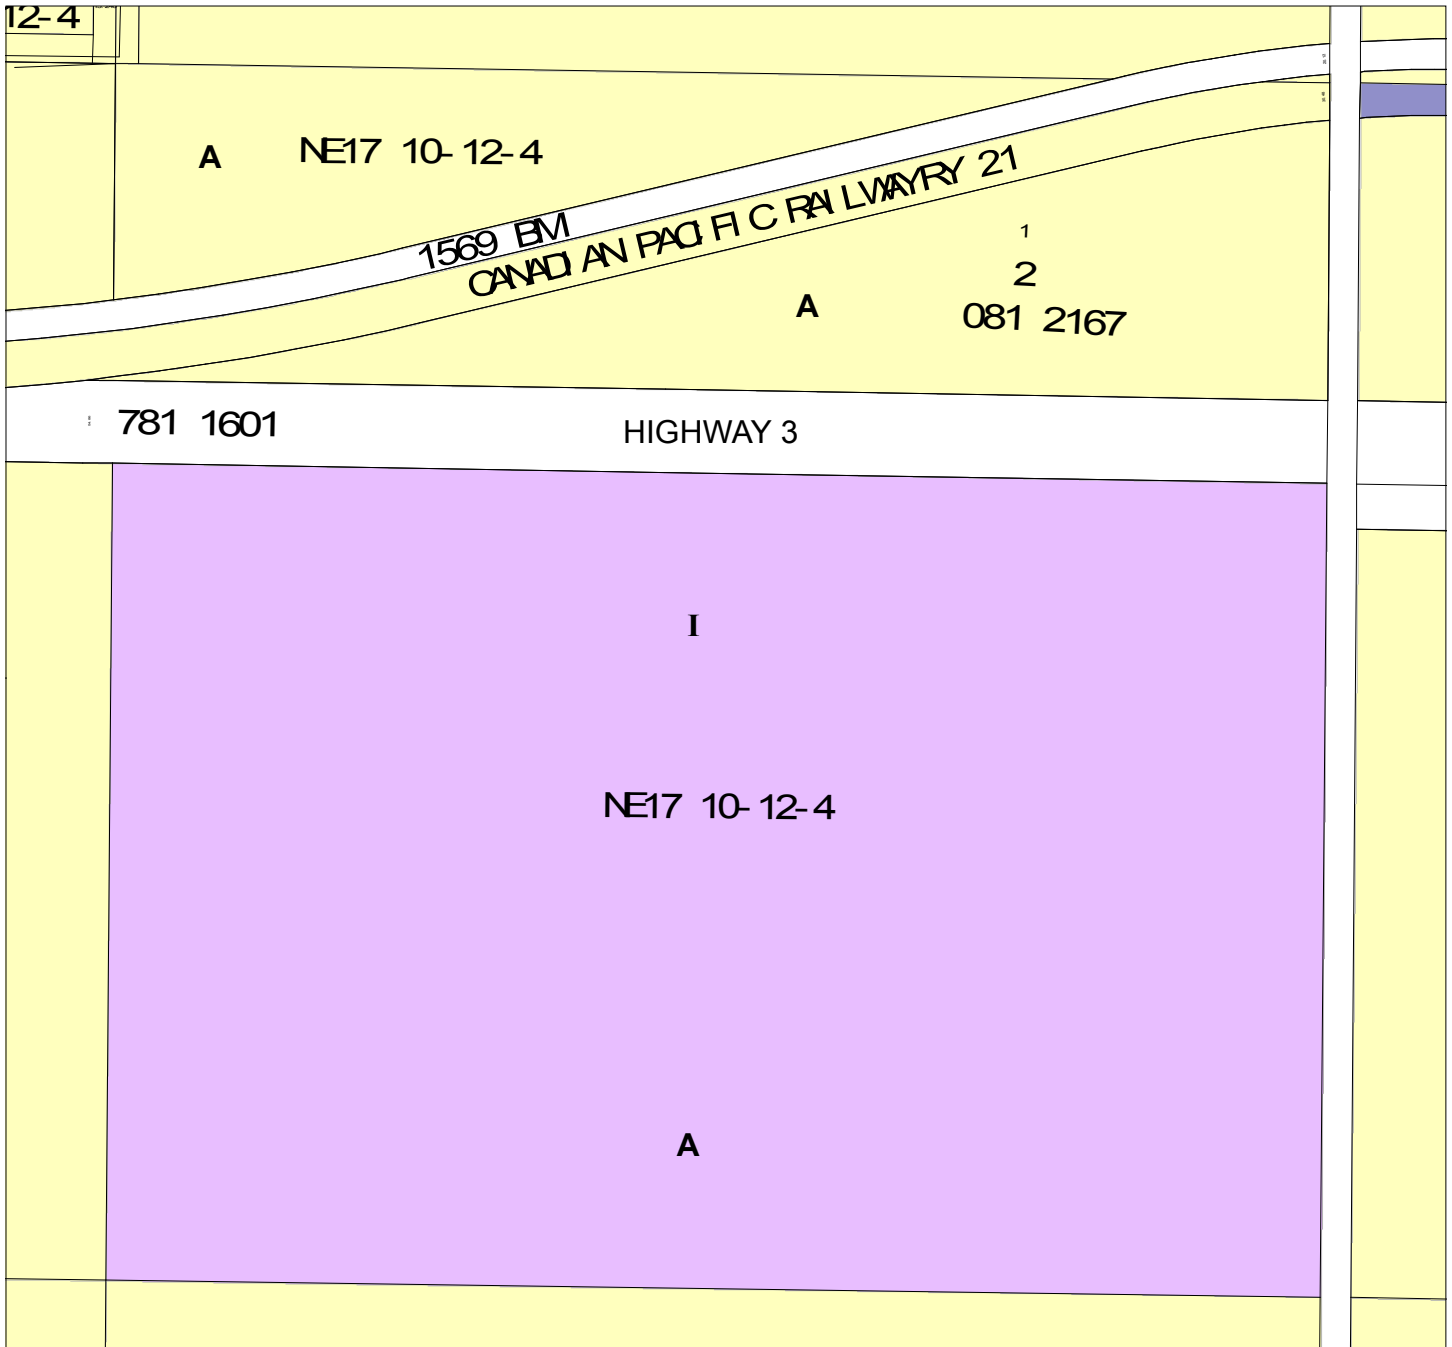 12-4
A NE17 10-12-4
1569 BM
CANADIAN PACIFIC RAILWAY RY 21
1
2
A 081 2167
781 1601 HIGHWAY 3
I
NE17 10-12-4
A